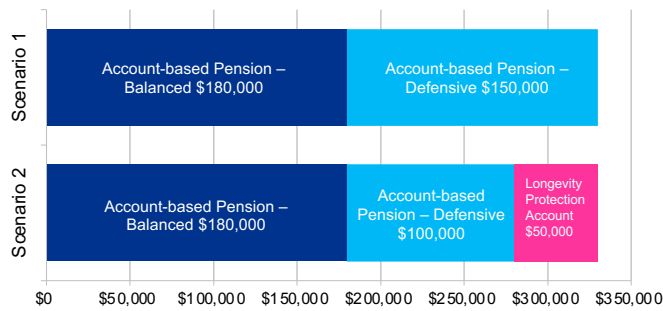 Scenario 1
Account-based Pension –
Balanced $180,000
Account-based Pension –
Defensive $150,000
Scenario 2
Account-based Pension –
Balanced $180,000
Account-based
Pension – Defensive
$100,000
Longevity
Protection
Account
$50,000
$0 $50,000 $100,000 $150,000 $200,000 $250,000 $300,000 $350,000